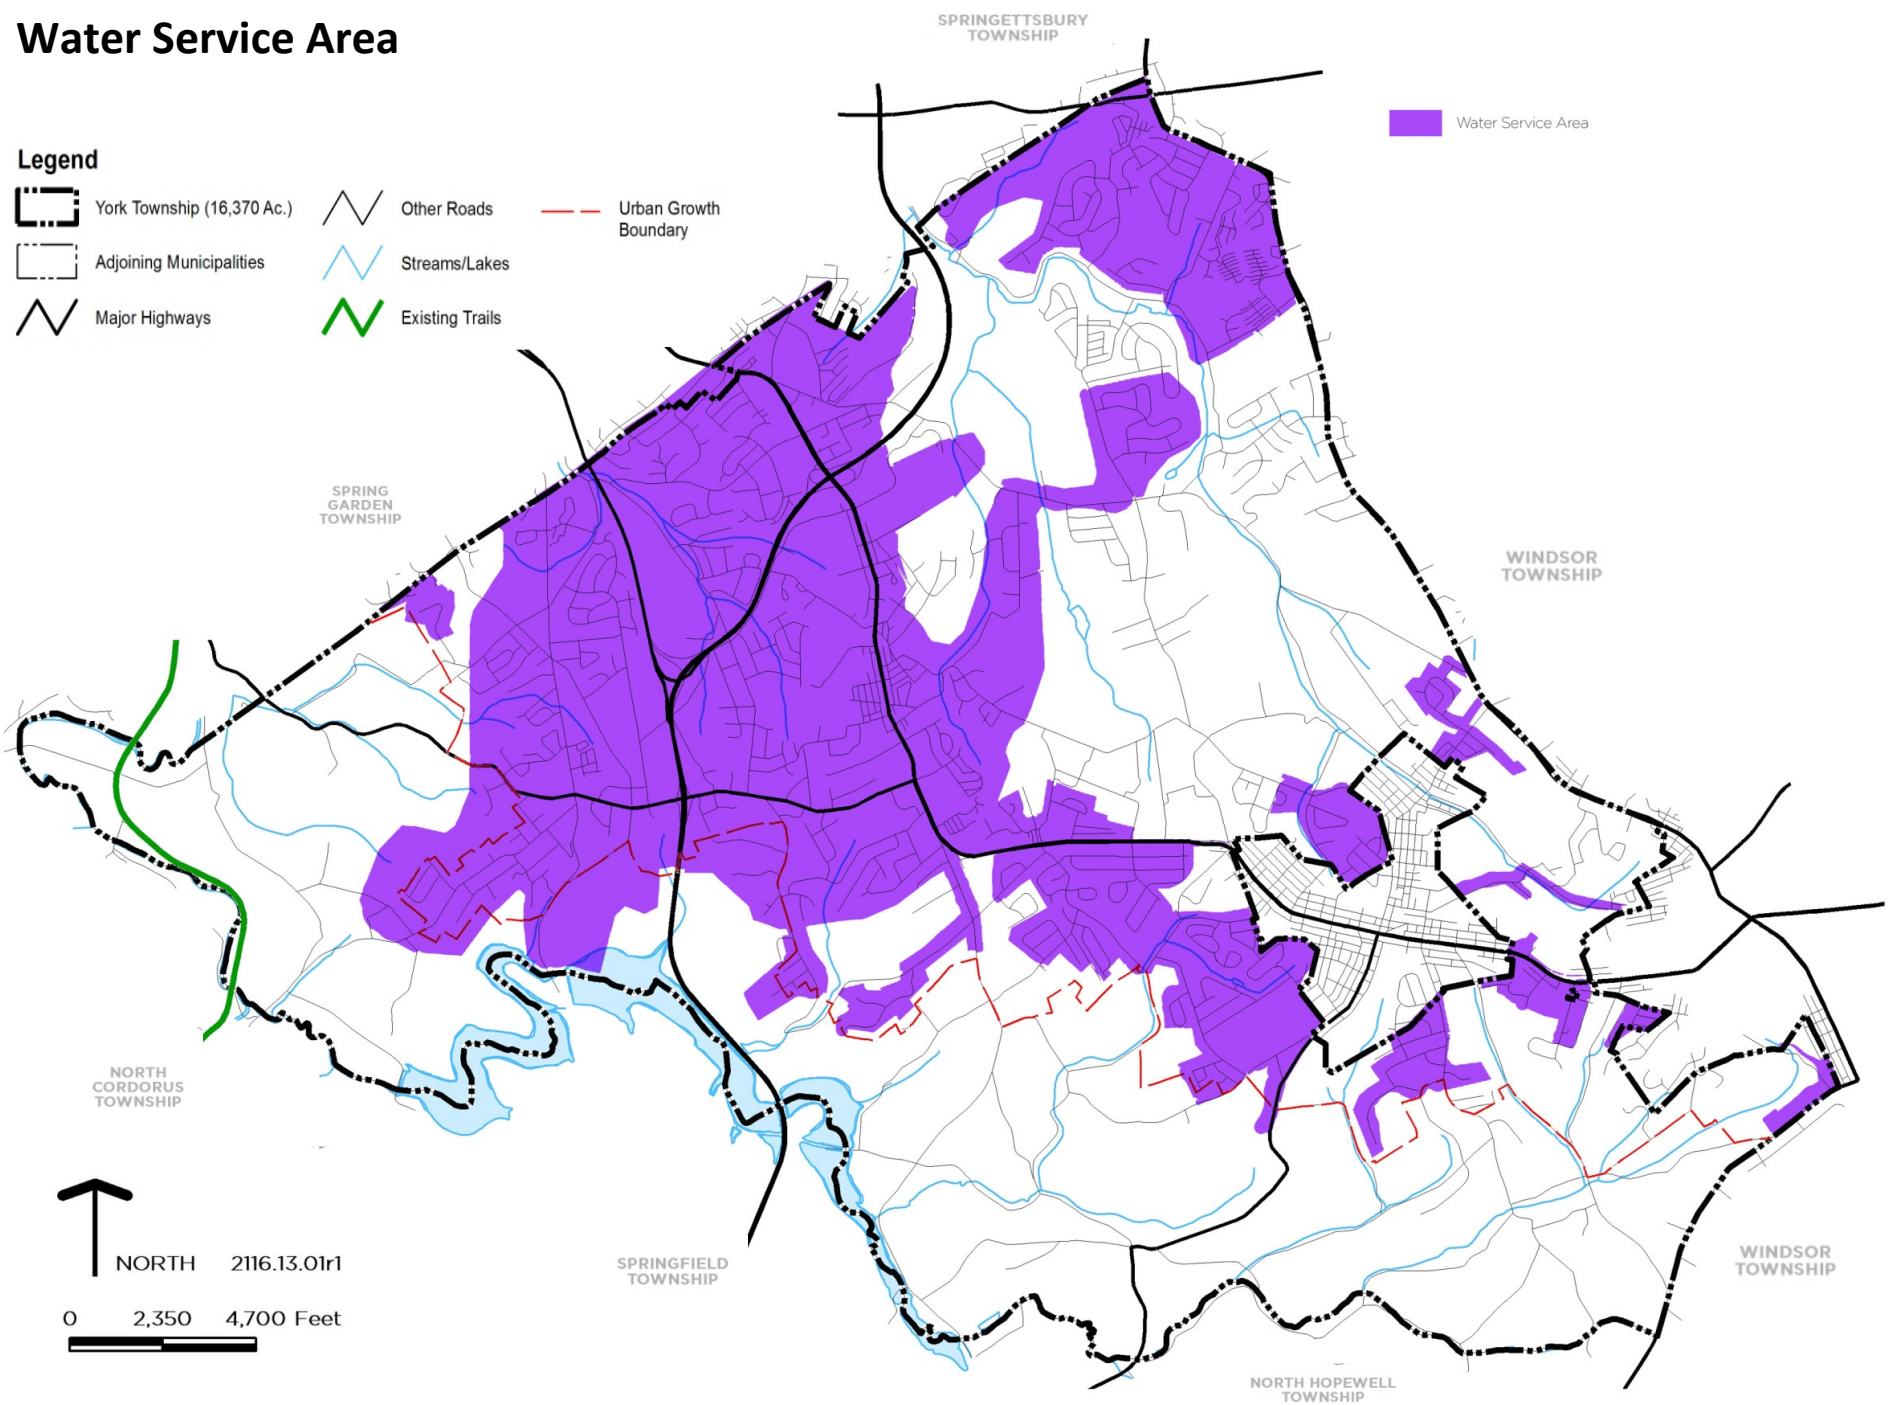 Water Service Area
SPRINGETTSBURY
TOWNSHIP
Water Service Area
Legend
York Township (16,370 Ac.)
Other Roads
Urban Growth
Boundary
Adjoining Municipalities
Streams/Lakes
Major Highways
Existing Trails
SPRING
GARDEN
TOWNSHIP
WINDSOR
TOWNSHIP
NORTH
CORDORUS
TOWNSHIP
SPRINGFIELD
TOWNSHIP
WINDSOR
TOWNSHIP
NORTH HOPEWELL
TOWNSHIP
NORTH 2116.13.01r1
0 2,350 4,700 Feet